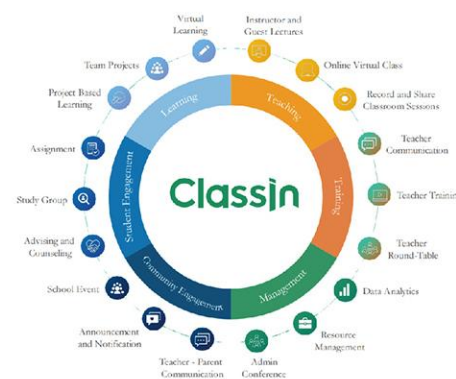 Virtual
Learning
Instructor and
Guest Lectures
Team Projects
Online Virtual Class
Project Based
Learning
Record and Share
Classroom Sessions
Learning
Teaching
Assignment
Teacher
Communication
Student Engagement
Training
ClassIn
Study Group
Teacher Trainin
Advising and
Counseling
Teacher
Round-Table
Community Engagement
Management
School Event
Data Analytics
Announcement
and Notification
Resource
Management
Teacher - Parent
Communication
Admin
Conference